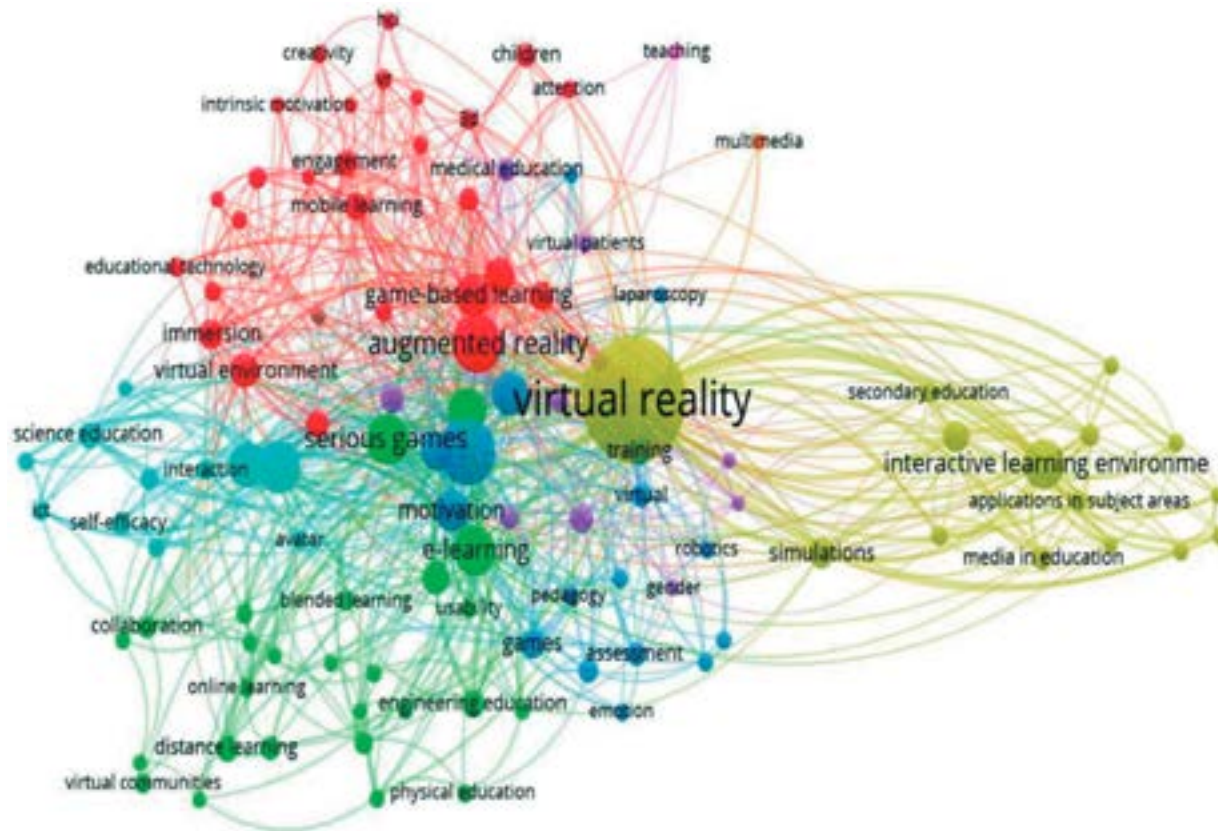 hci
creativity
children
teaching
vr
attention
intrinsic motivation
3d
multimedia
engagement
medical education
mobile learning
virtual patients
educational technology
game-based learning
laparoscopy
immersion
augmented reality
virtual environment
secondary education
virtual reality
science education
serious games
training
interaction
interactive learning environme
virtual
applications in subject areas
ict
self-efficacy
motivation
avatar
e-learning
robotics
simulations
media in education
blended learning
usability
pedagogy
gender
collaboration
games
assessment
online learning
engineering education
emotion
distance learning
virtual communities
physical education